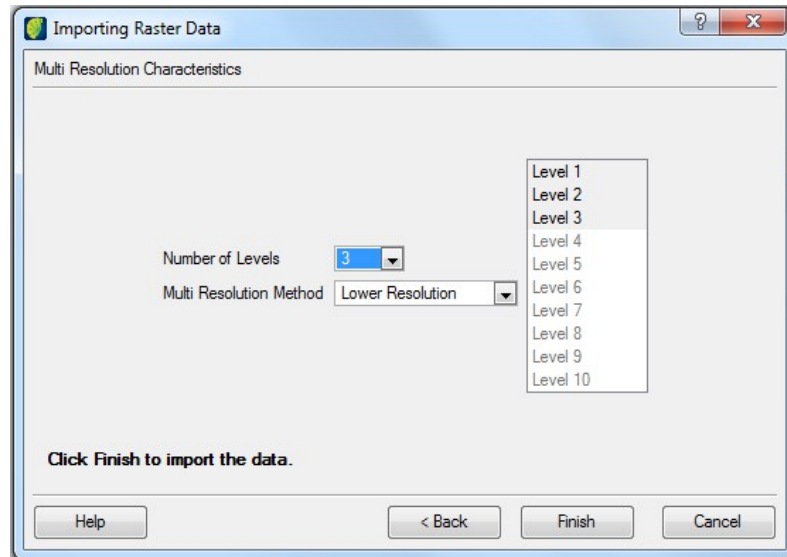 Importing Raster Data
Multi Resolution Characteristics
Number of Levels 3
Multi Resolution Method Lower Resolution
Level 1
Level 2
Level 3
Level 4
Level 5
Level 6
Level 7
Level 8
Level 9
Level 10
Click Finish to import the data.
Help < Back Finish Cancel